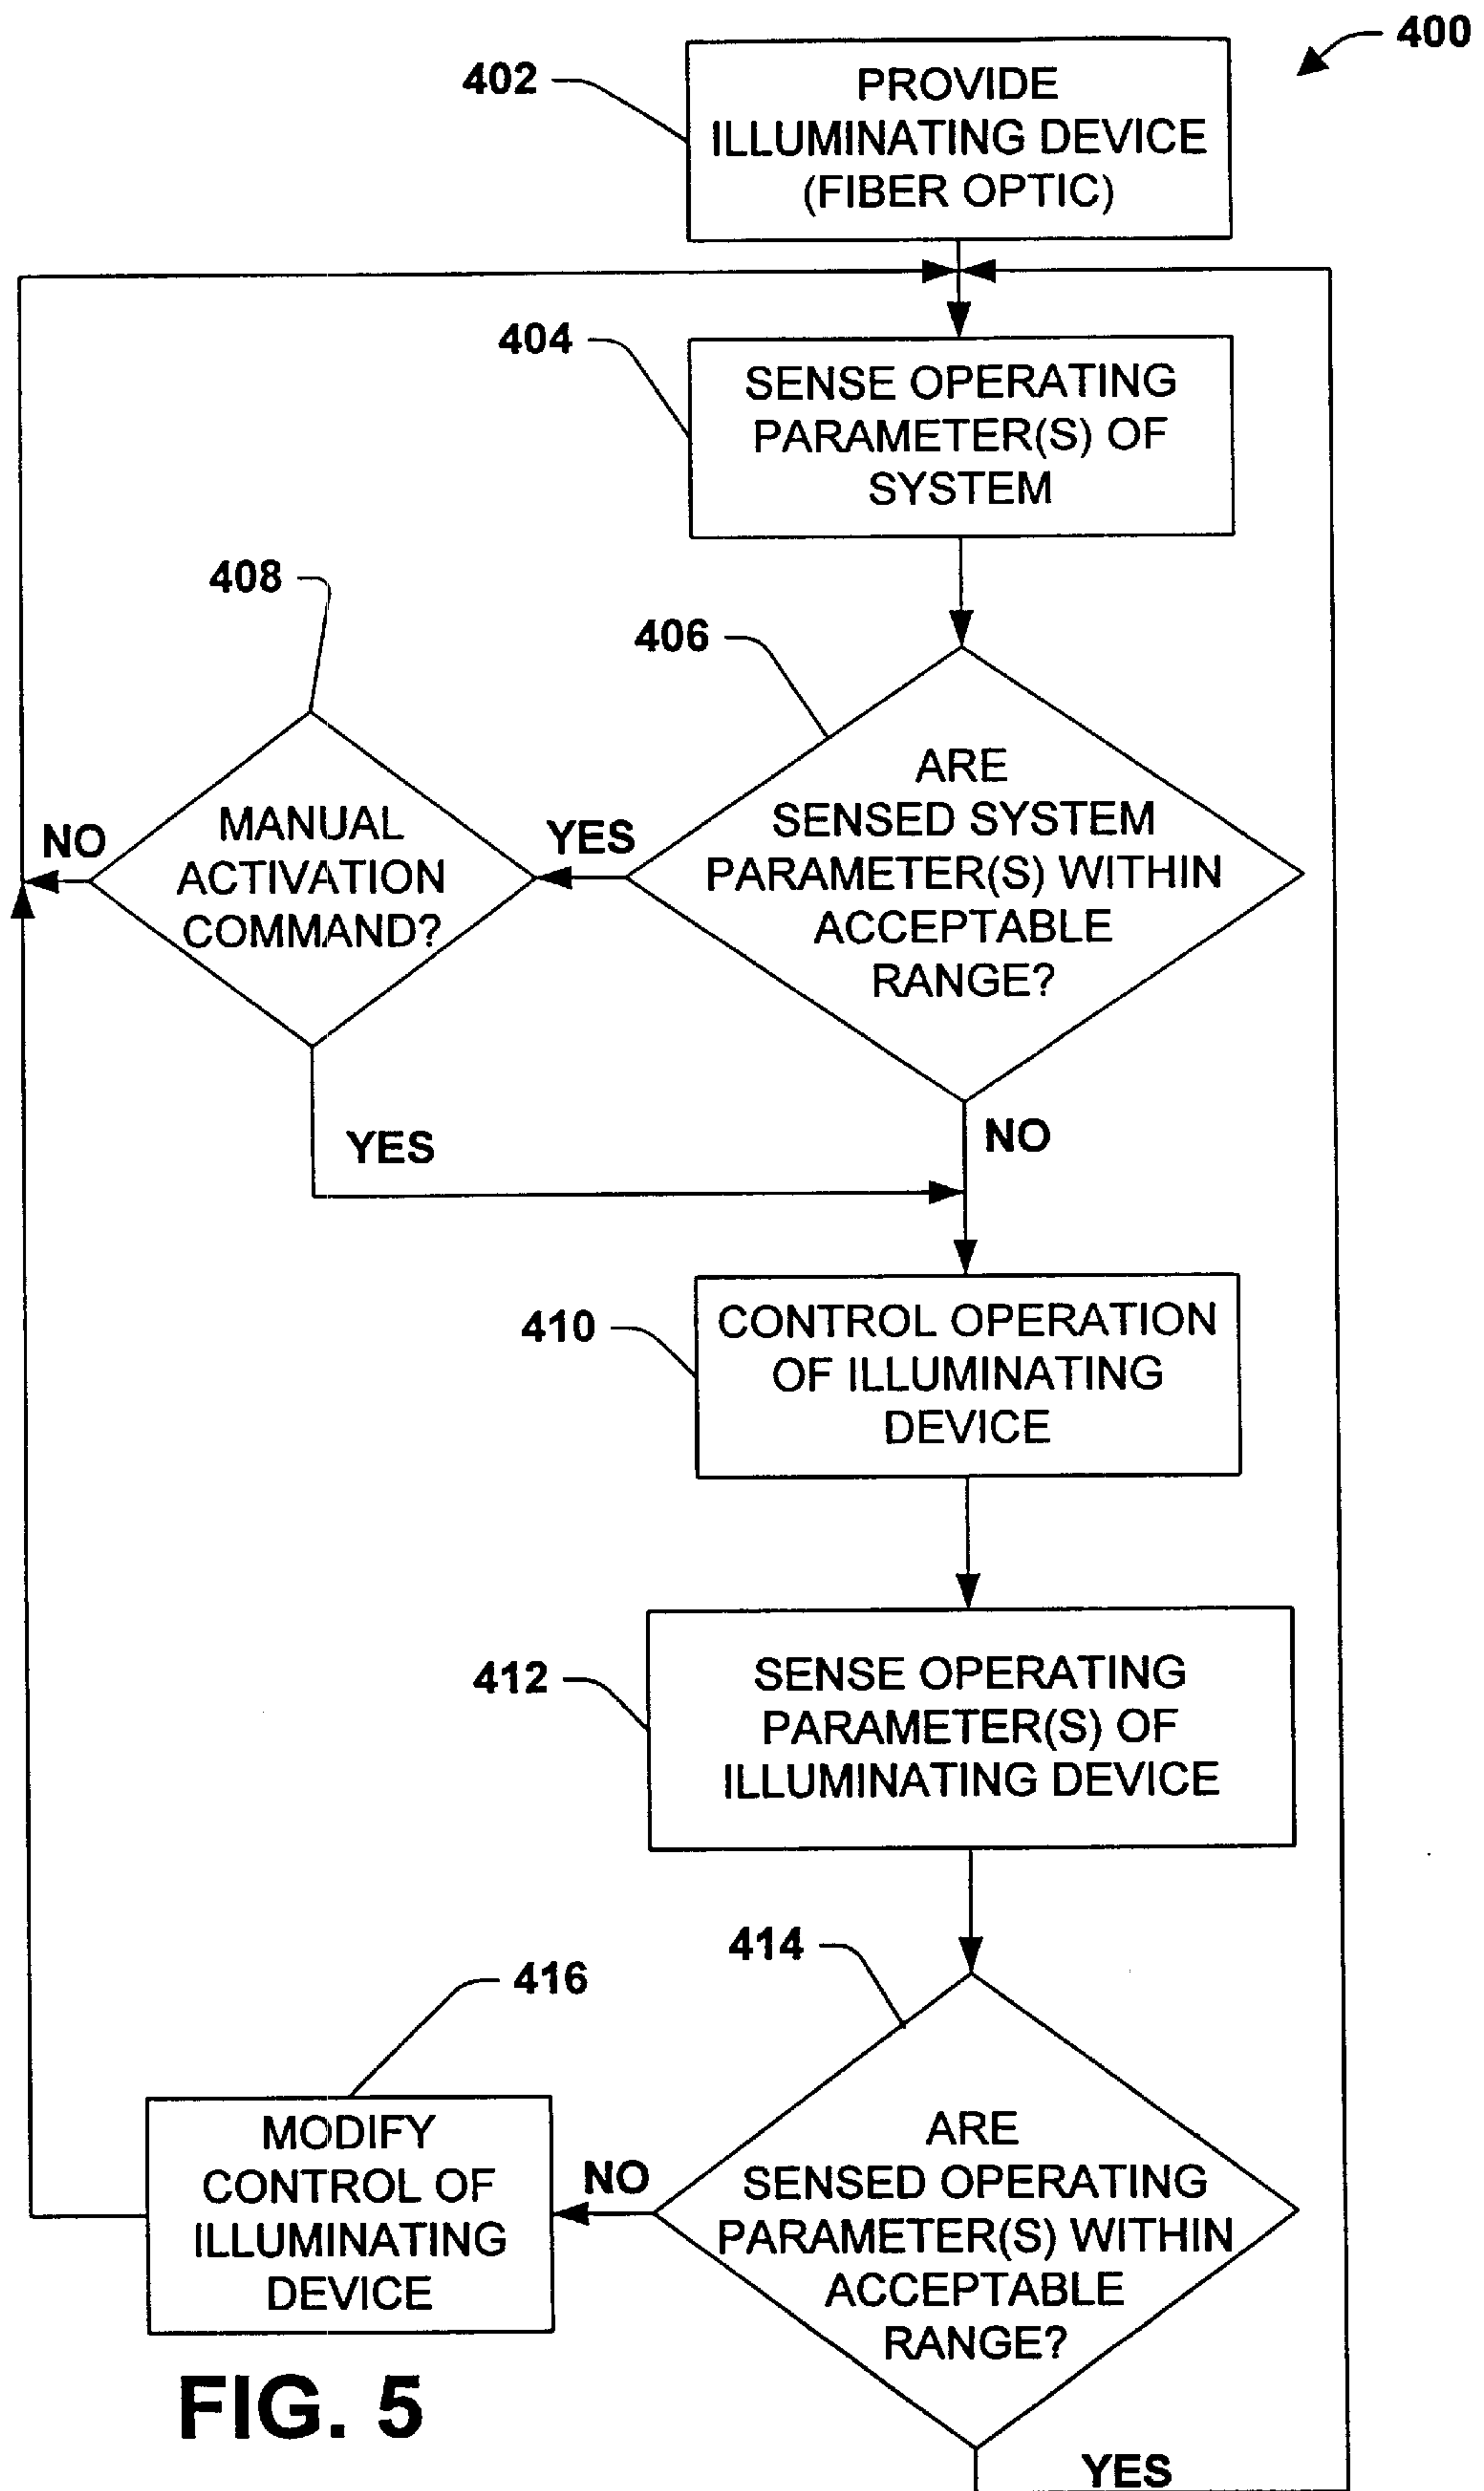 400
402
PROVIDE
ILLUMINATING DEVICE
(FIBER OPTIC)
404
SENSE OPERATING
PARAMETER(S) OF
SYSTEM
408
406
MANUAL
ACTIVATION
COMMAND?
NO
YES
ARE
SENSED SYSTEM
PARAMETER(S) WITHIN
ACCEPTABLE
RANGE?
YES
NO
410
CONTROL OPERATION
OF ILLUMINATING
DEVICE
412
SENSE OPERATING
PARAMETER(S) OF
ILLUMINATING DEVICE
414
416
MODIFY
CONTROL OF
ILLUMINATING
DEVICE
NO
ARE
SENSED OPERATING
PARAMETER(S) WITHIN
ACCEPTABLE
RANGE?
YES
FIG. 5